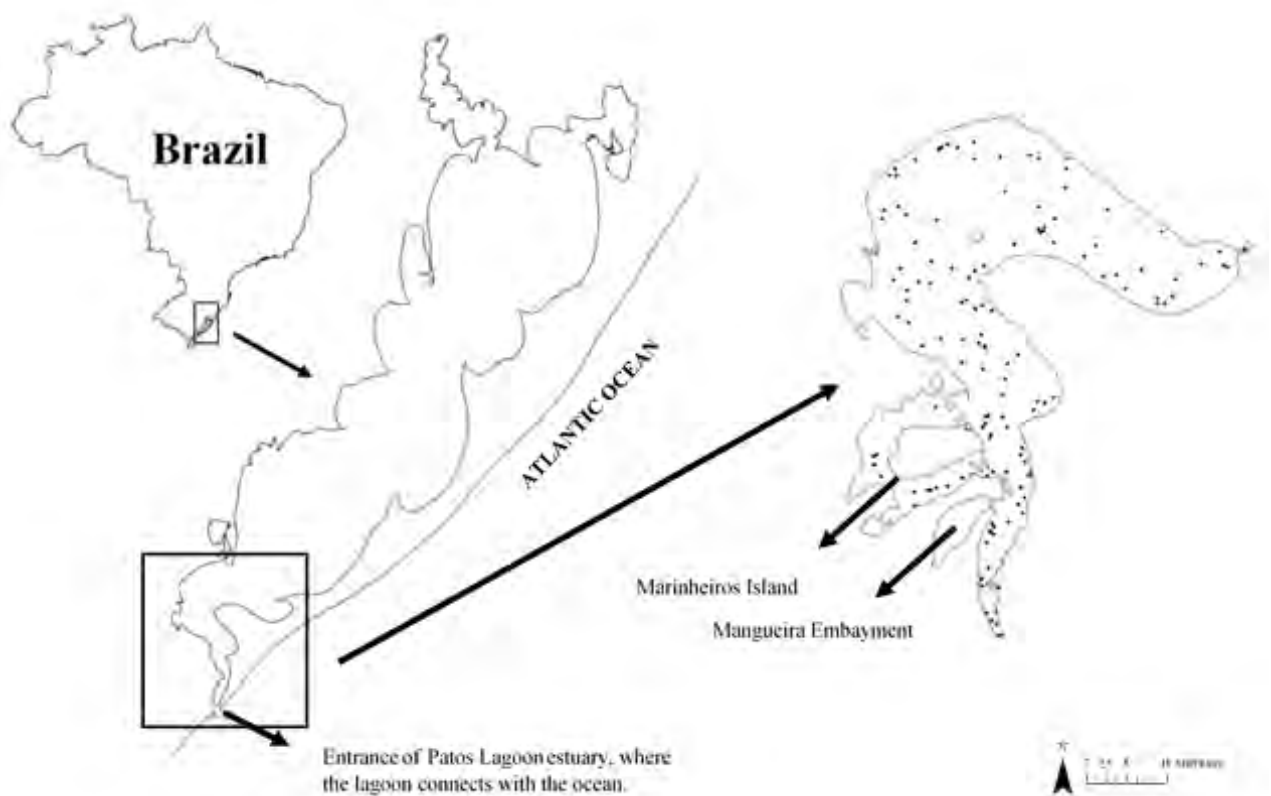 Brazil
ATLANTIC OCEAN
Marinheiros Island
Mangueira Embayment
Entrance of Patos Lagoon estuary, where
the lagoon connects with the ocean.